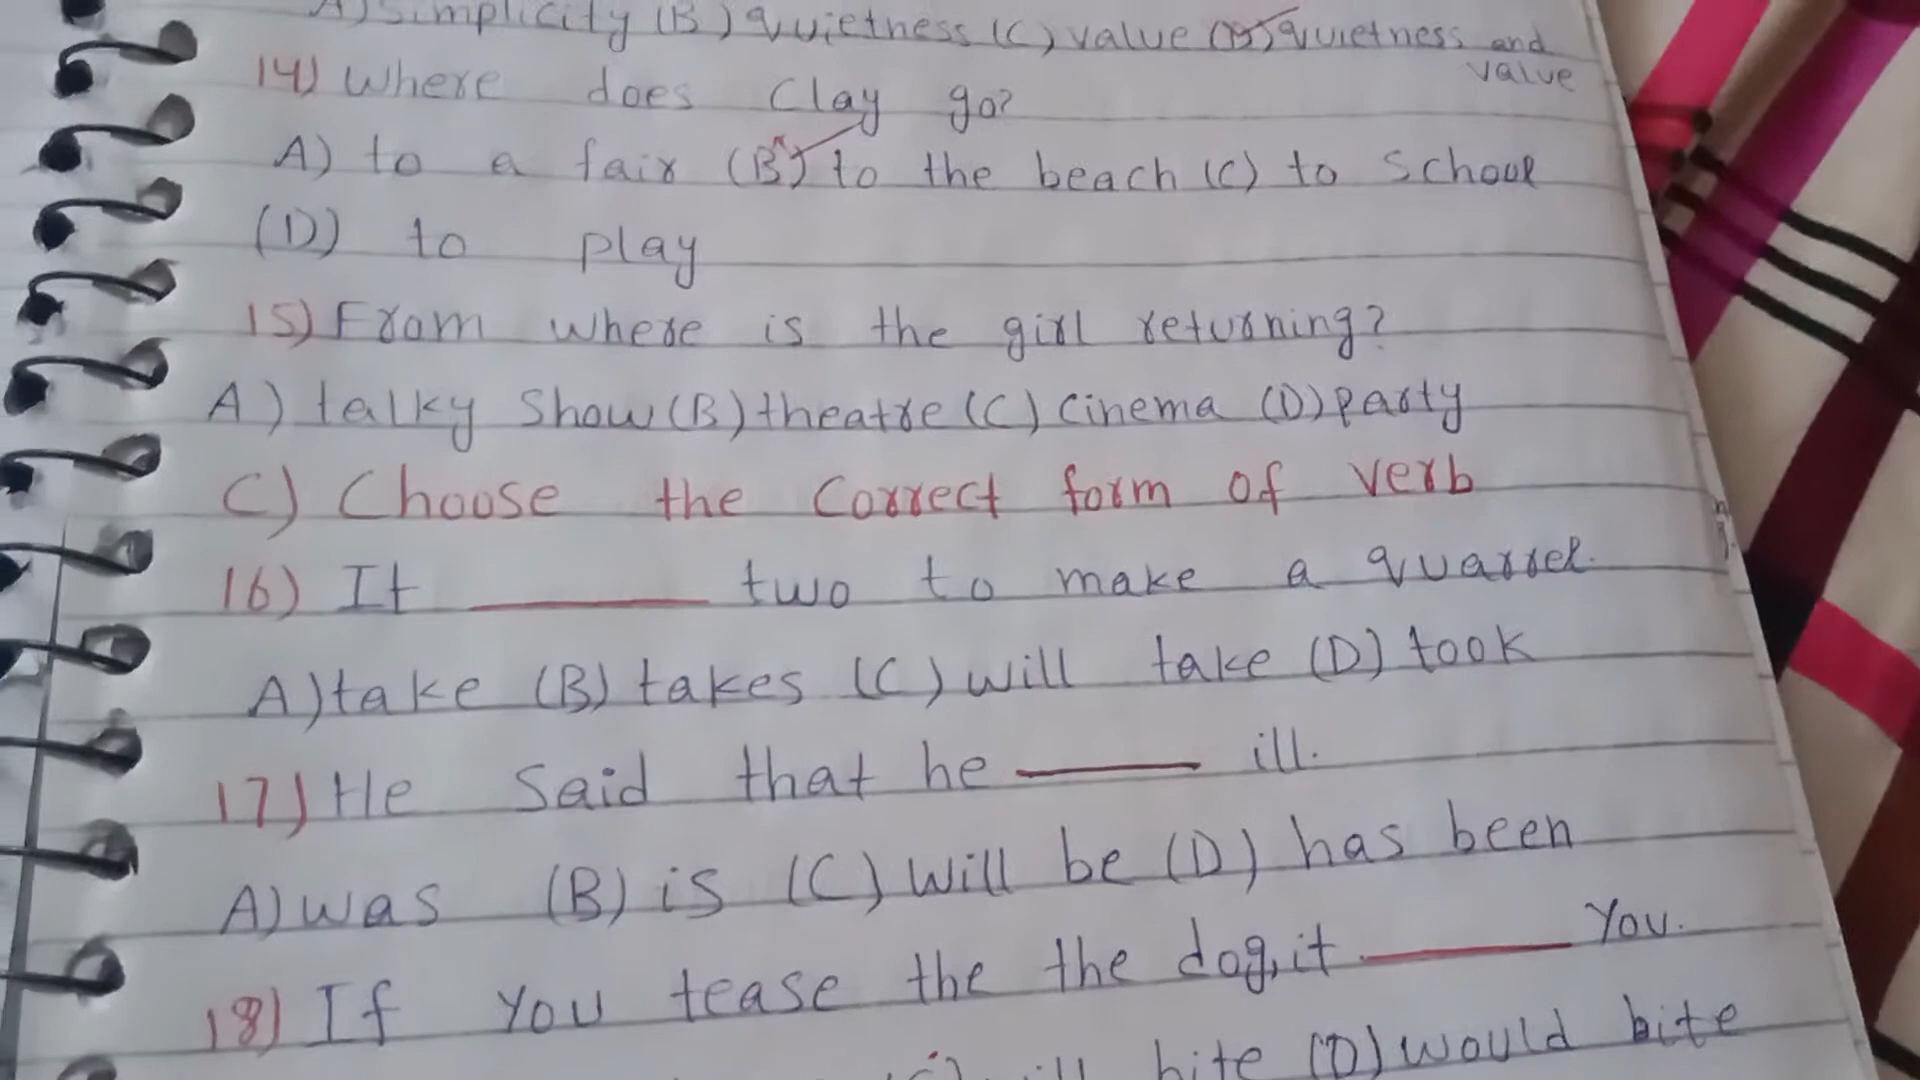 A) Simplicity (B) quietness (C) value (D) quietness and
value
14) Where does Clay go?
A) to a fair (B) to the beach (C) to School
(D) to play
15) From where is the girl returning?
A) talky Show (B) theatre (C) cinema (D) party
C) Choose the Correct form of verb
16) It ______ two to make a quarrel.
A) take (B) takes (C) will take (D) took
17) He Said that he ______ ill.
A) was (B) is (C) will be (D) has been
18) If you tease the the dog, it ______ You.
bite (D) would bite